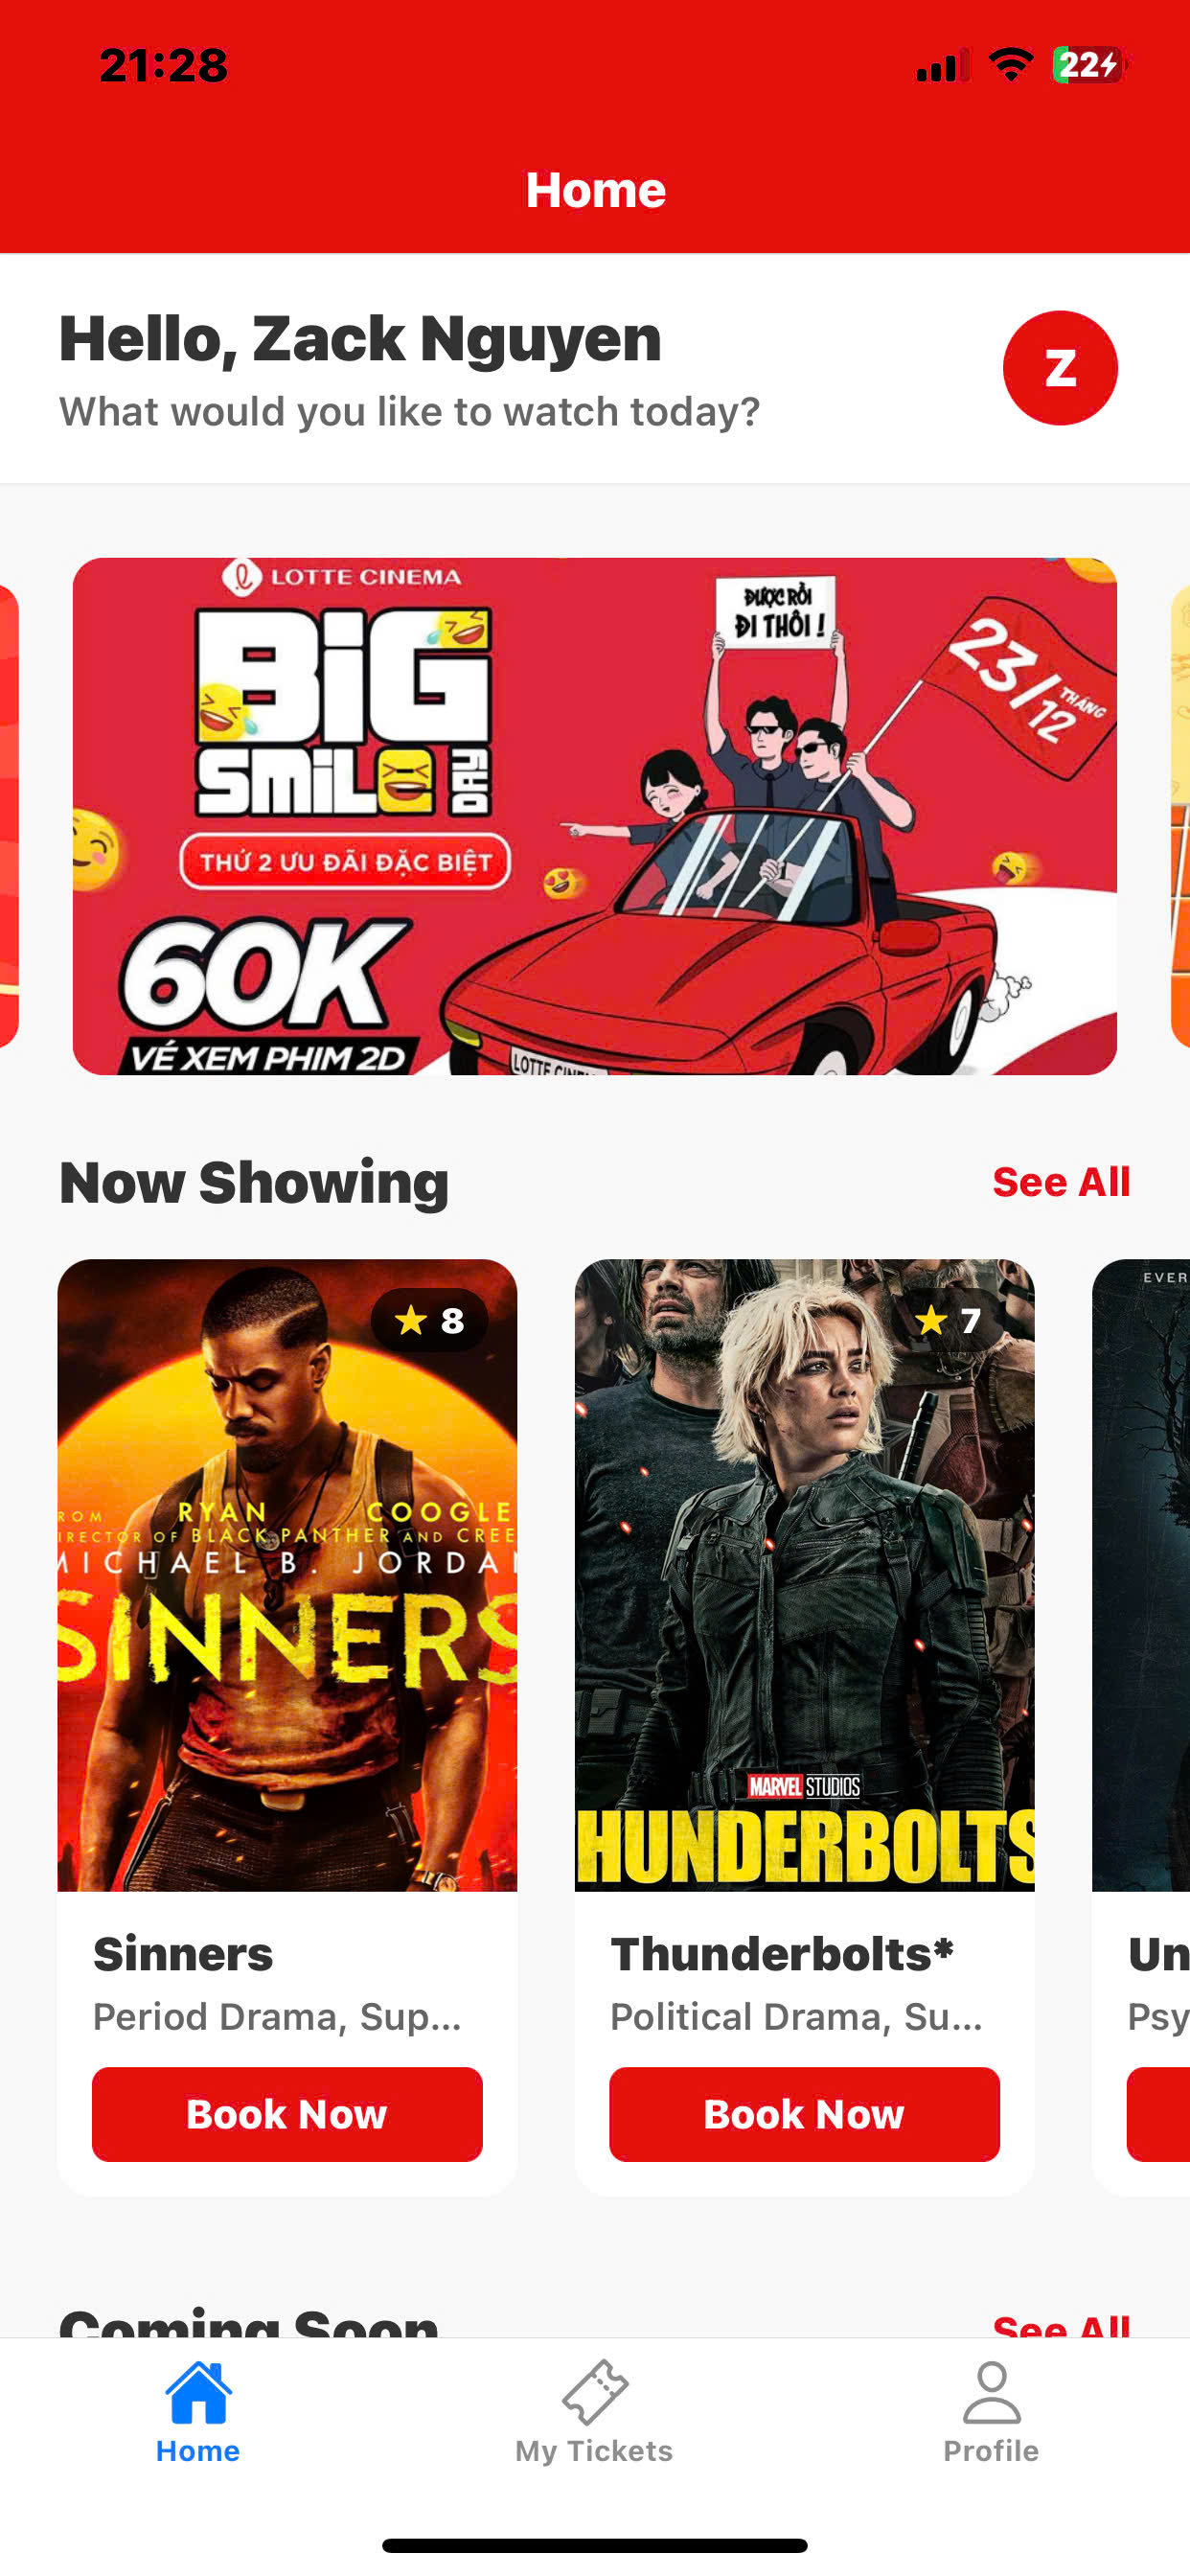 21:28
22
Home
Hello, Zack Nguyen
Z
What would you like to watch today?
LOTTE CINEMA
BiG
SMiLE
DAY
THỨ 2 ƯU ĐÃI ĐẶC BIỆT
60K
VÉ XEM PHIM 2D
ĐƯỢC RỒI
ĐI THÔI !
23/12
THÁNG
LOTTE CIN
Now Showing
See All
8
ROM RYAN COOGLE
IRECTOR OF BLACK PANTHER AND CREE
MICHAEL B. JORDA
SINNERS
7
MARVEL STUDIOS
HUNDERBOLTS
EVER
Sinners
Period Drama, Sup...
Book Now
Thunderbolts*
Political Drama, Su...
Book Now
Un
Psy
Coming Soon
See All
Home
My Tickets
Profile